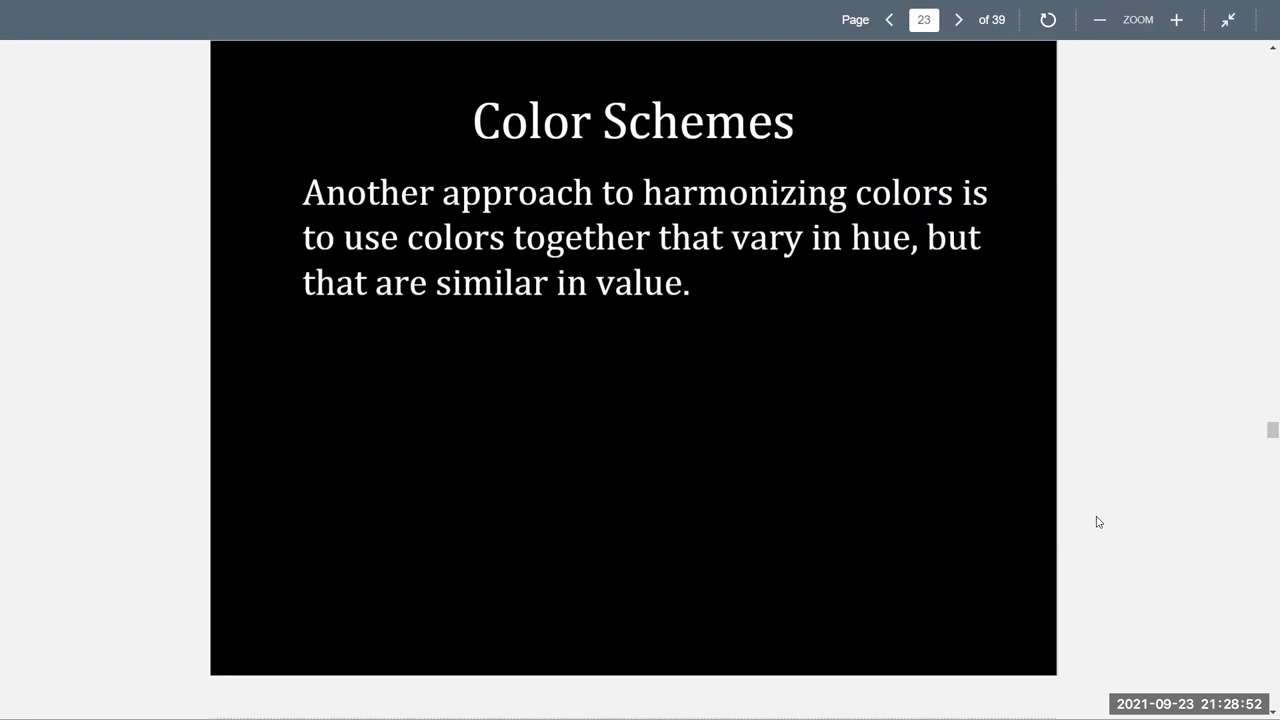 Page 23 of 39 ZOOM
Color Schemes
Another approach to harmonizing colors is
to use colors together that vary in hue, but
that are similar in value.
2021-09-23 21:28:52